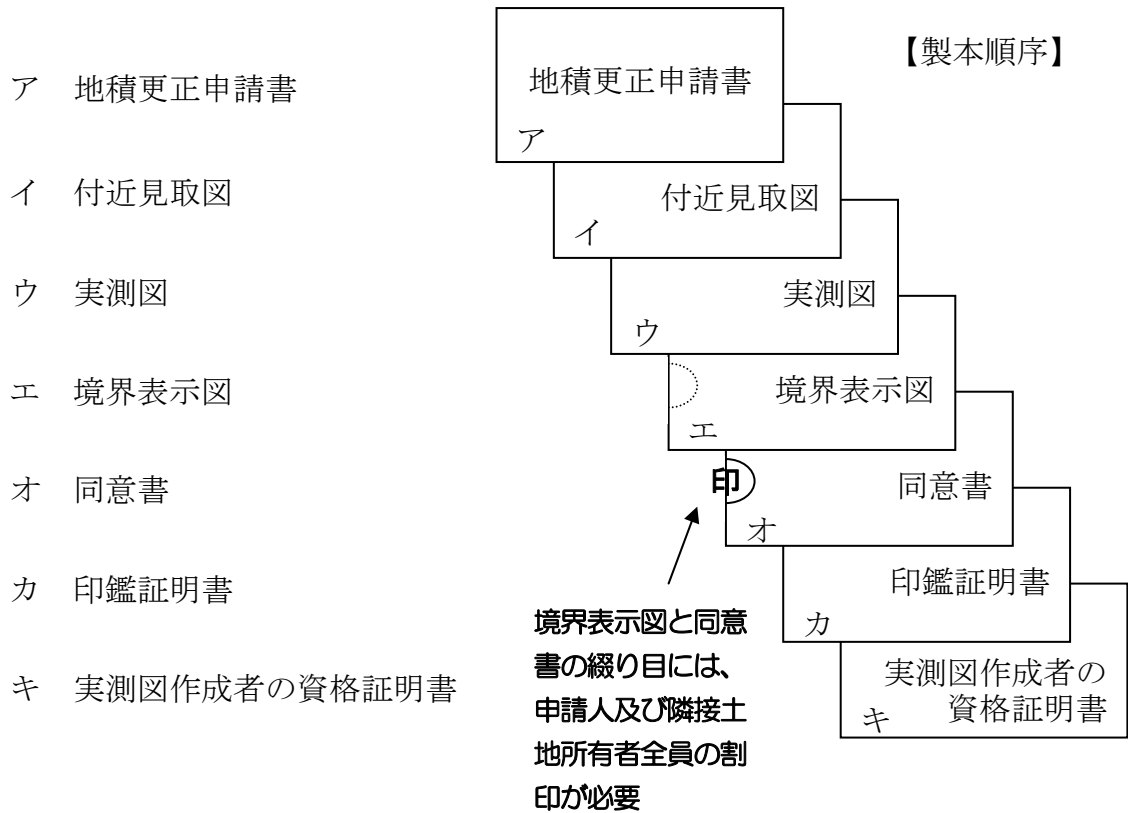 【製本順序】
ア 地積更正申請書
イ 付近見取図
ウ 実測図
エ 境界表示図
オ 同意書
カ 印鑑証明書
キ 実測図作成者の資格証明書
地積更正申請書
ア
付近見取図
イ
実測図
ウ
境界表示図
エ
印
同意書
オ
印鑑証明書
カ
実測図作成者の
資格証明書
キ
境界表示図と同意
書の綴り目には、
申請人及び隣接土
地所有者全員の割
印が必要